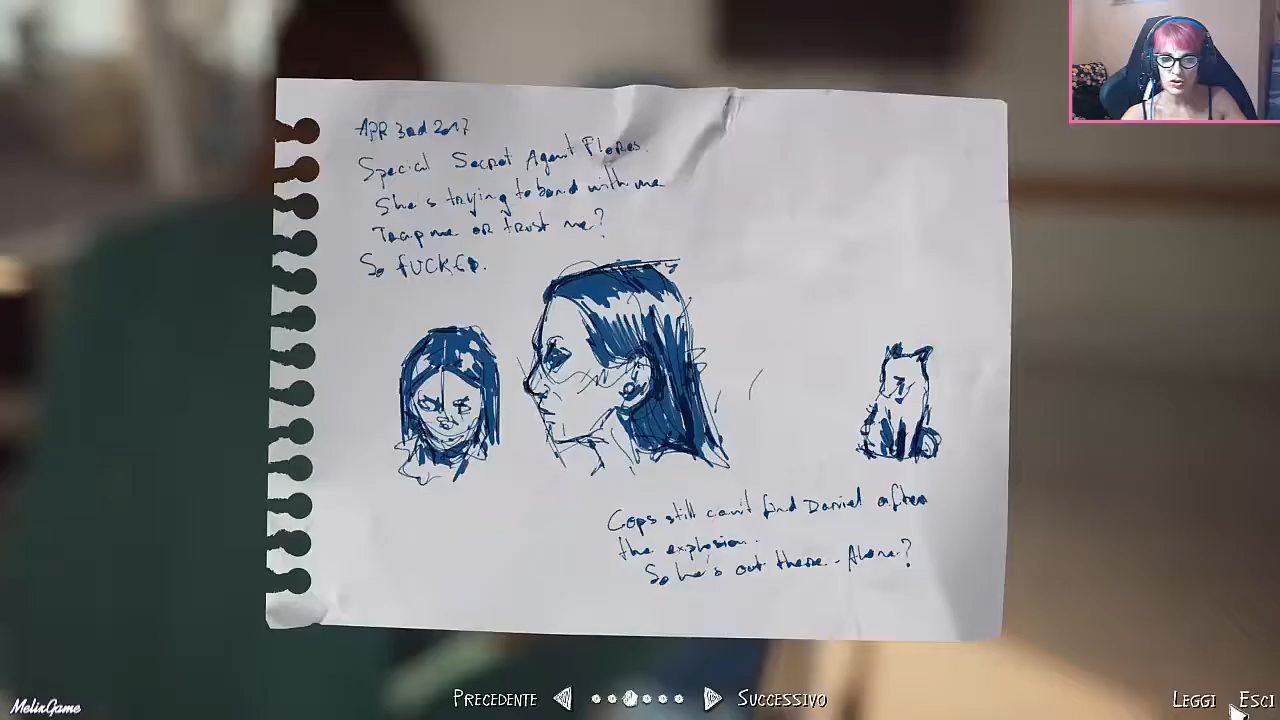 APR 3rd 2017
Special Secret Agent Flores.
She's trying to bond with me
Trap me or trust me?
So FUCKED.
Cops still can't find Daniel after
the explosion.
So he's out there. Alone?
PRECEDENTE
SUCCESSIVO
LEGGI
ESCI
MelixGame